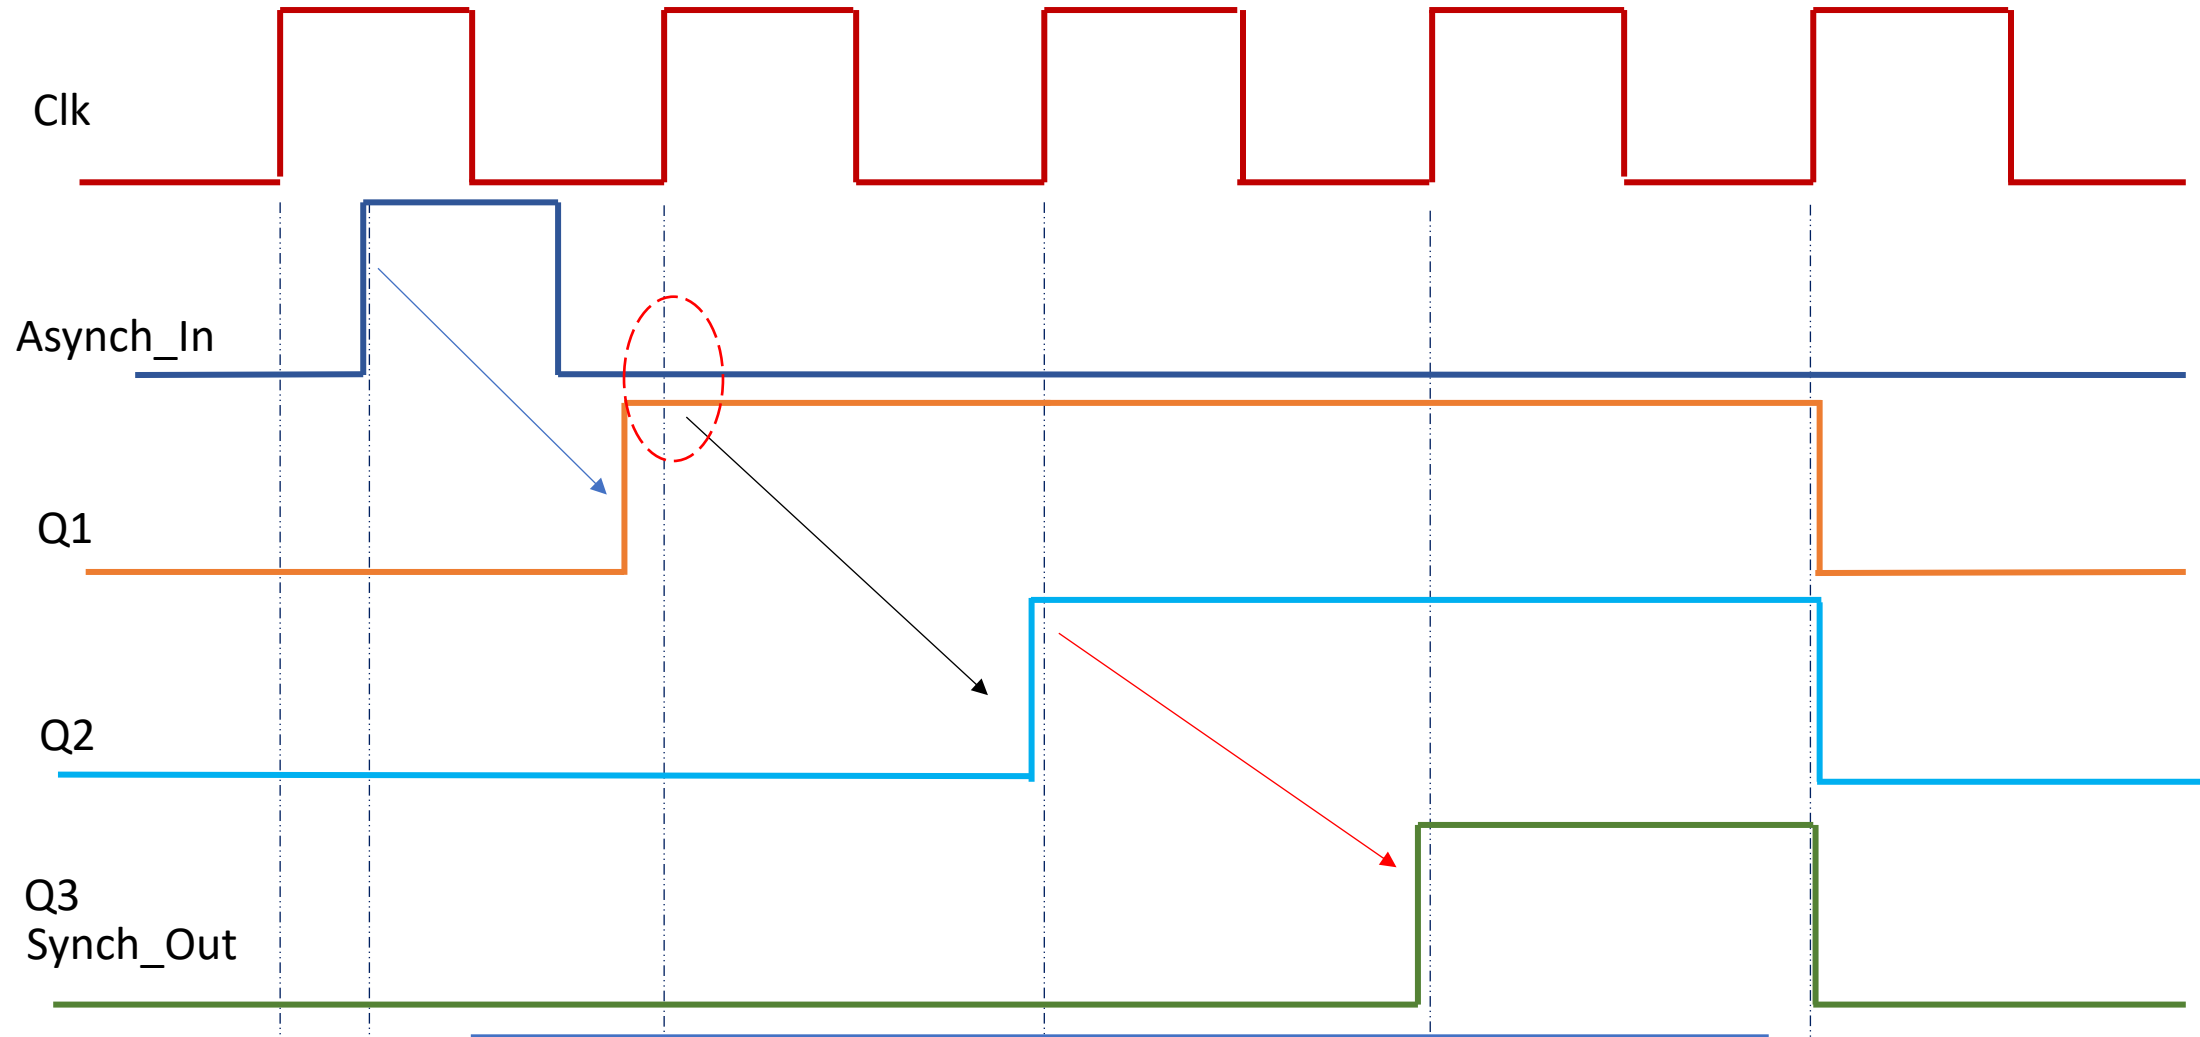 Clk
Asynch_In
Q1
Q2
Q3
Synch_Out